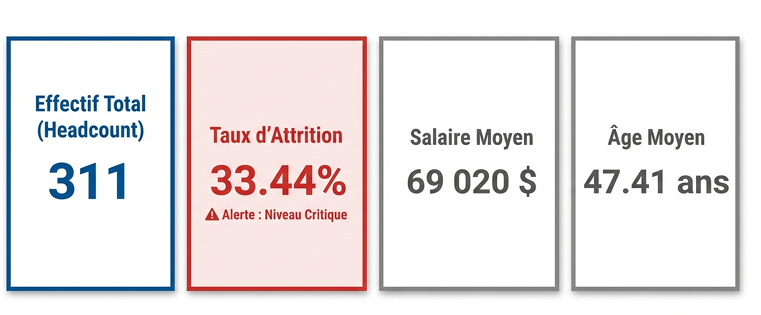 Effectif Total
(Headcount)
311
Taux d’Attrition
33.44%
⚠ Alerte : Niveau Critique
Salaire Moyen
69 020 $
Âge Moyen
47.41 ans